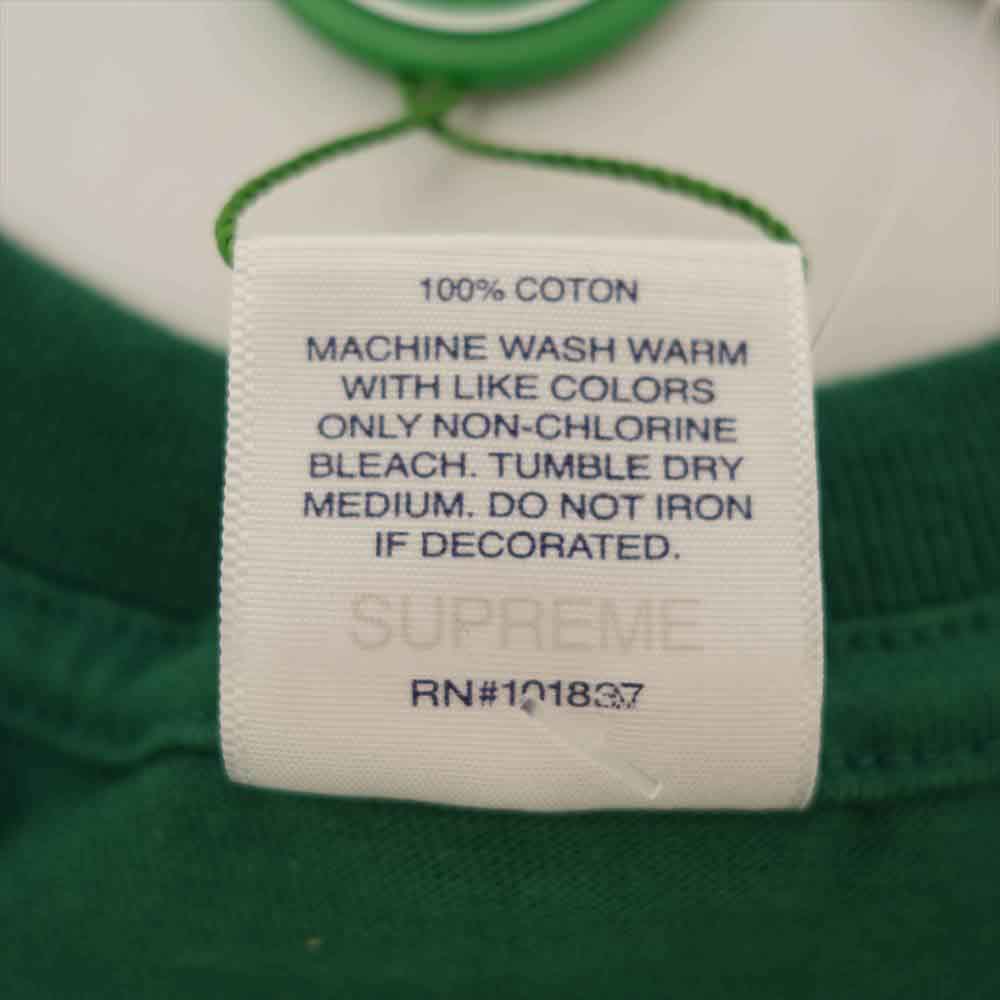 100% COTON
MACHINE WASH WARM
WITH LIKE COLORS
ONLY NON-CHLORINE
BLEACH. TUMBLE DRY
MEDIUM. DO NOT IRON
IF DECORATED.
SUPREME
RN#101837